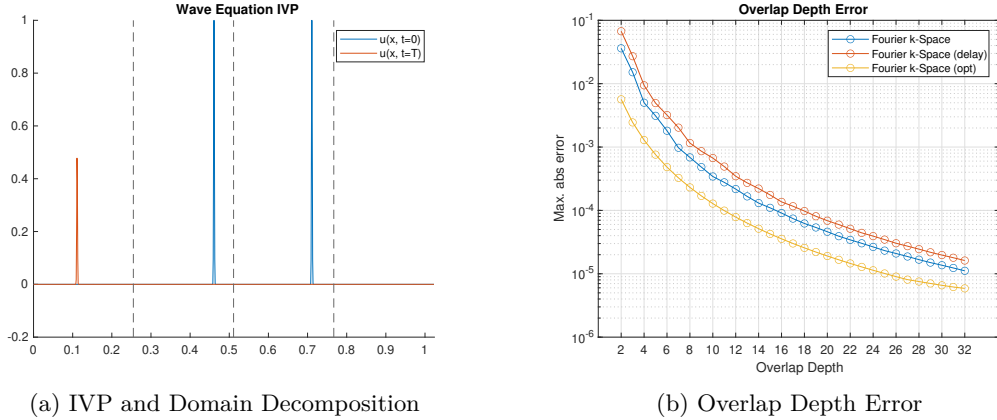 Wave Equation IVP
u(x, t=0)
u(x, t=T)
1
0.8
0.6
0.4
0.2
0
-0.2
0 0.1 0.2 0.3 0.4 0.5 0.6 0.7 0.8 0.9 1
(a) IVP and Domain Decomposition
Overlap Depth Error
Fourier k-Space
Fourier k-Space (delay)
Fourier k-Space (opt)
Max. abs error
10-1
10-2
10-3
10-4
10-5
10-6
2 4 6 8 10 12 14 16 18 20 22 24 26 28 30 32
Overlap Depth
(b) Overlap Depth Error